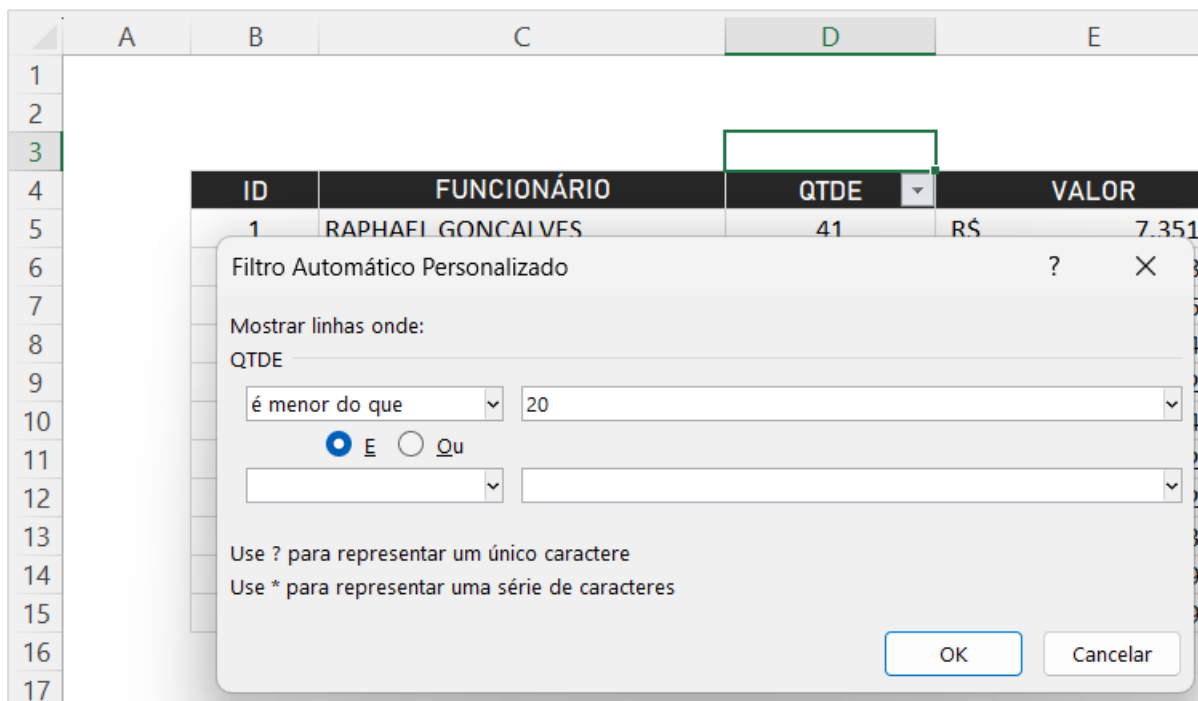 A B C D E
1
2
3
4 ID FUNCIONÁRIO QTDE VALOR
5 1 RAPHAEL GONÇALVES 41 R$ 7.351
6
Filtro Automático Personalizado ? X
7
Mostrar linhas onde:
8
QTDE
9
é menor do que 20
10
E Ou
11
12
13
Use ? para representar um único caractere
14
Use * para representar uma série de caracteres
15
16
OK Cancelar
17